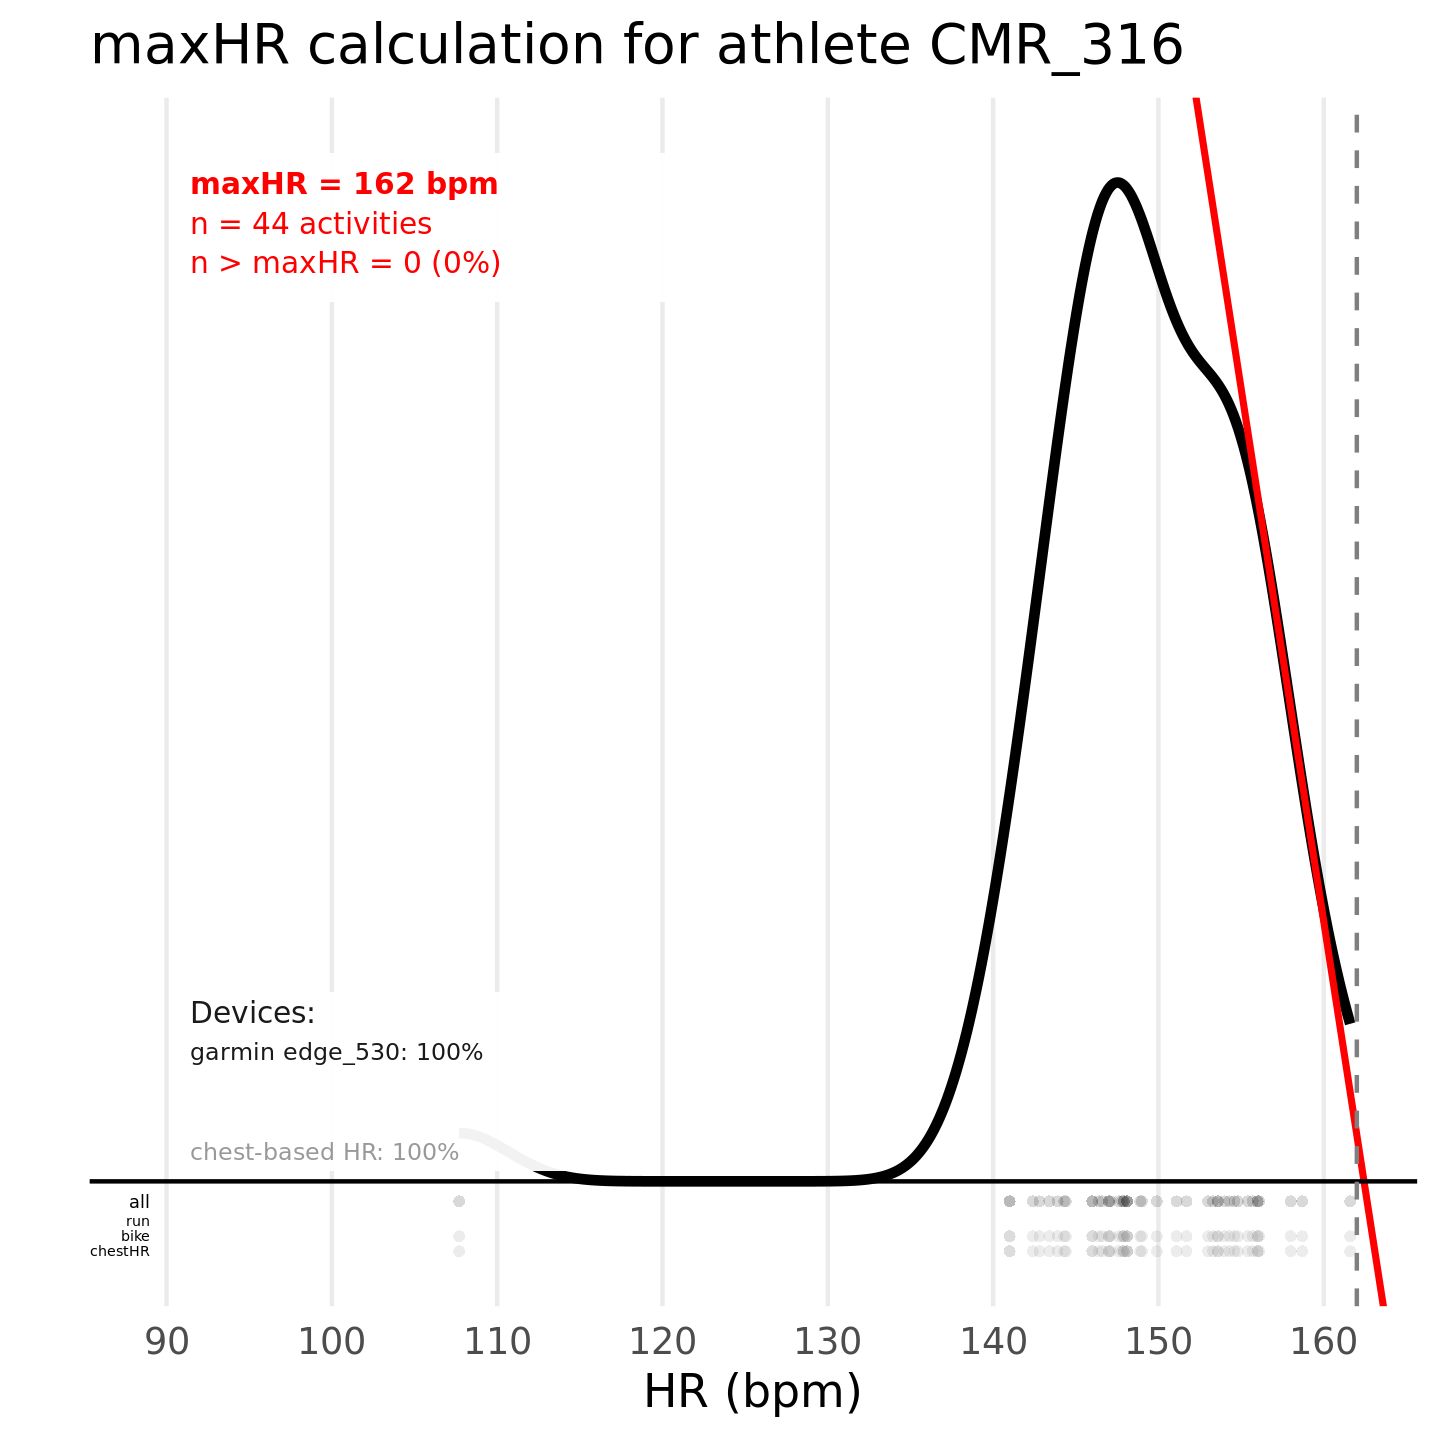 maxHR calculation for athlete CMR_316
maxHR = 162 bpm
n = 44 activities
n > maxHR = 0 (0%)
Devices:
garmin edge_530: 100%
chest-based HR: 100%
all
run
bike
chestHR
90 100 110 120 130 140 150 160
HR (bpm)